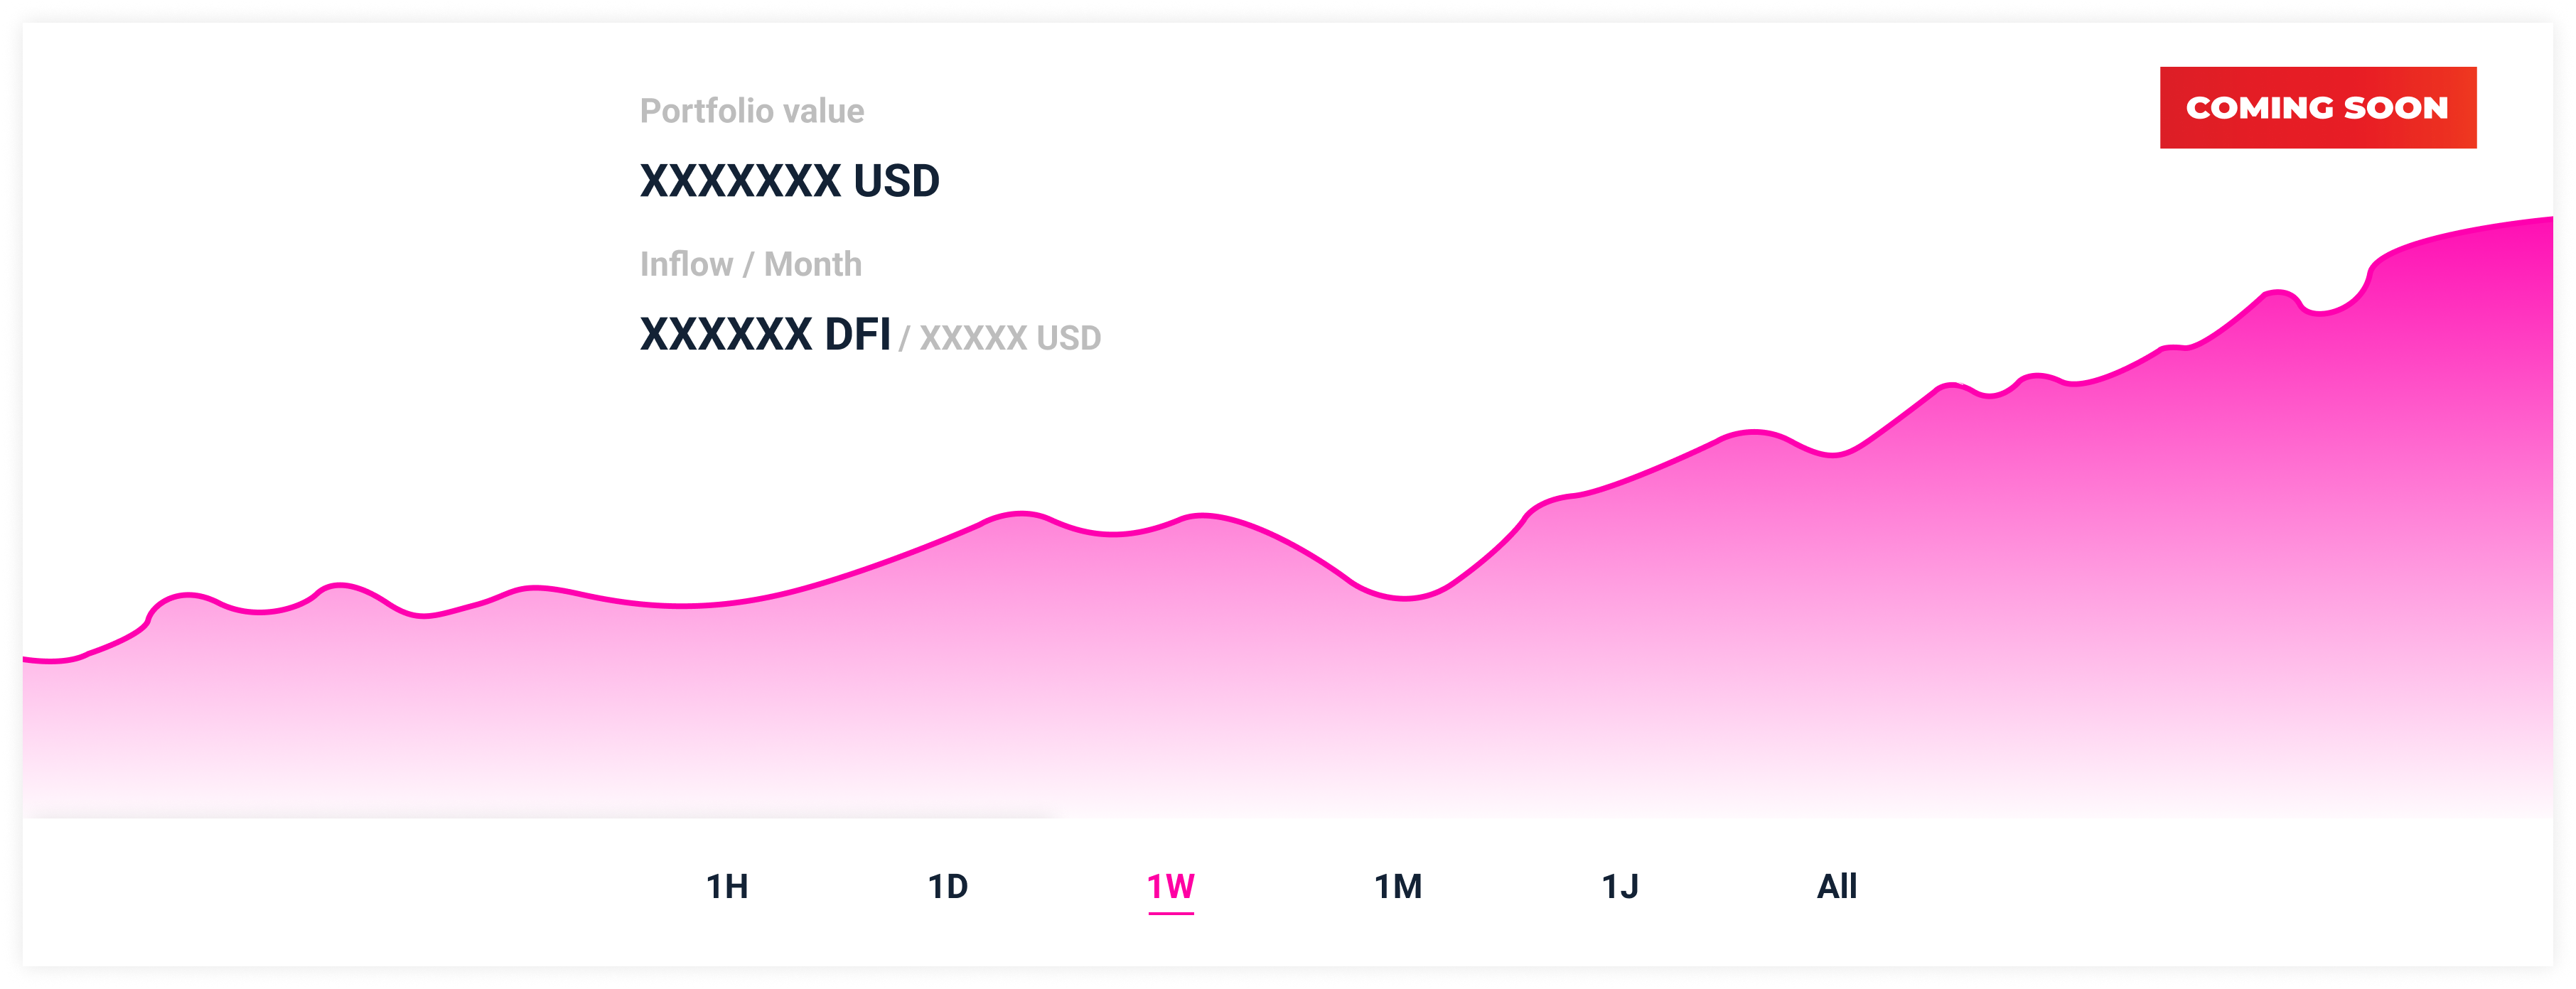 Portfolio value
COMING SOON
XXXXXXX USD
Inflow / Month
XXXXXX DFI / XXXXX USD
1H 1D 1W 1M 1J All